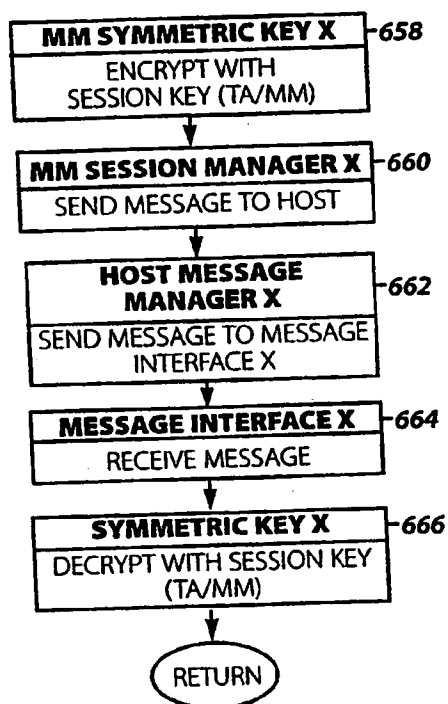 MM SYMMETRIC KEY X
658
ENCRYPT WITH
SESSION KEY (TA/MM)
MM SESSION MANAGER X
660
SEND MESSAGE TO HOST
HOST MESSAGE
MANAGER X
662
SEND MESSAGE TO MESSAGE
INTERFACE X
MESSAGE INTERFACE X
664
RECEIVE MESSAGE
SYMMETRIC KEY X
666
DECRYPT WITH SESSION KEY
(TA/MM)
RETURN